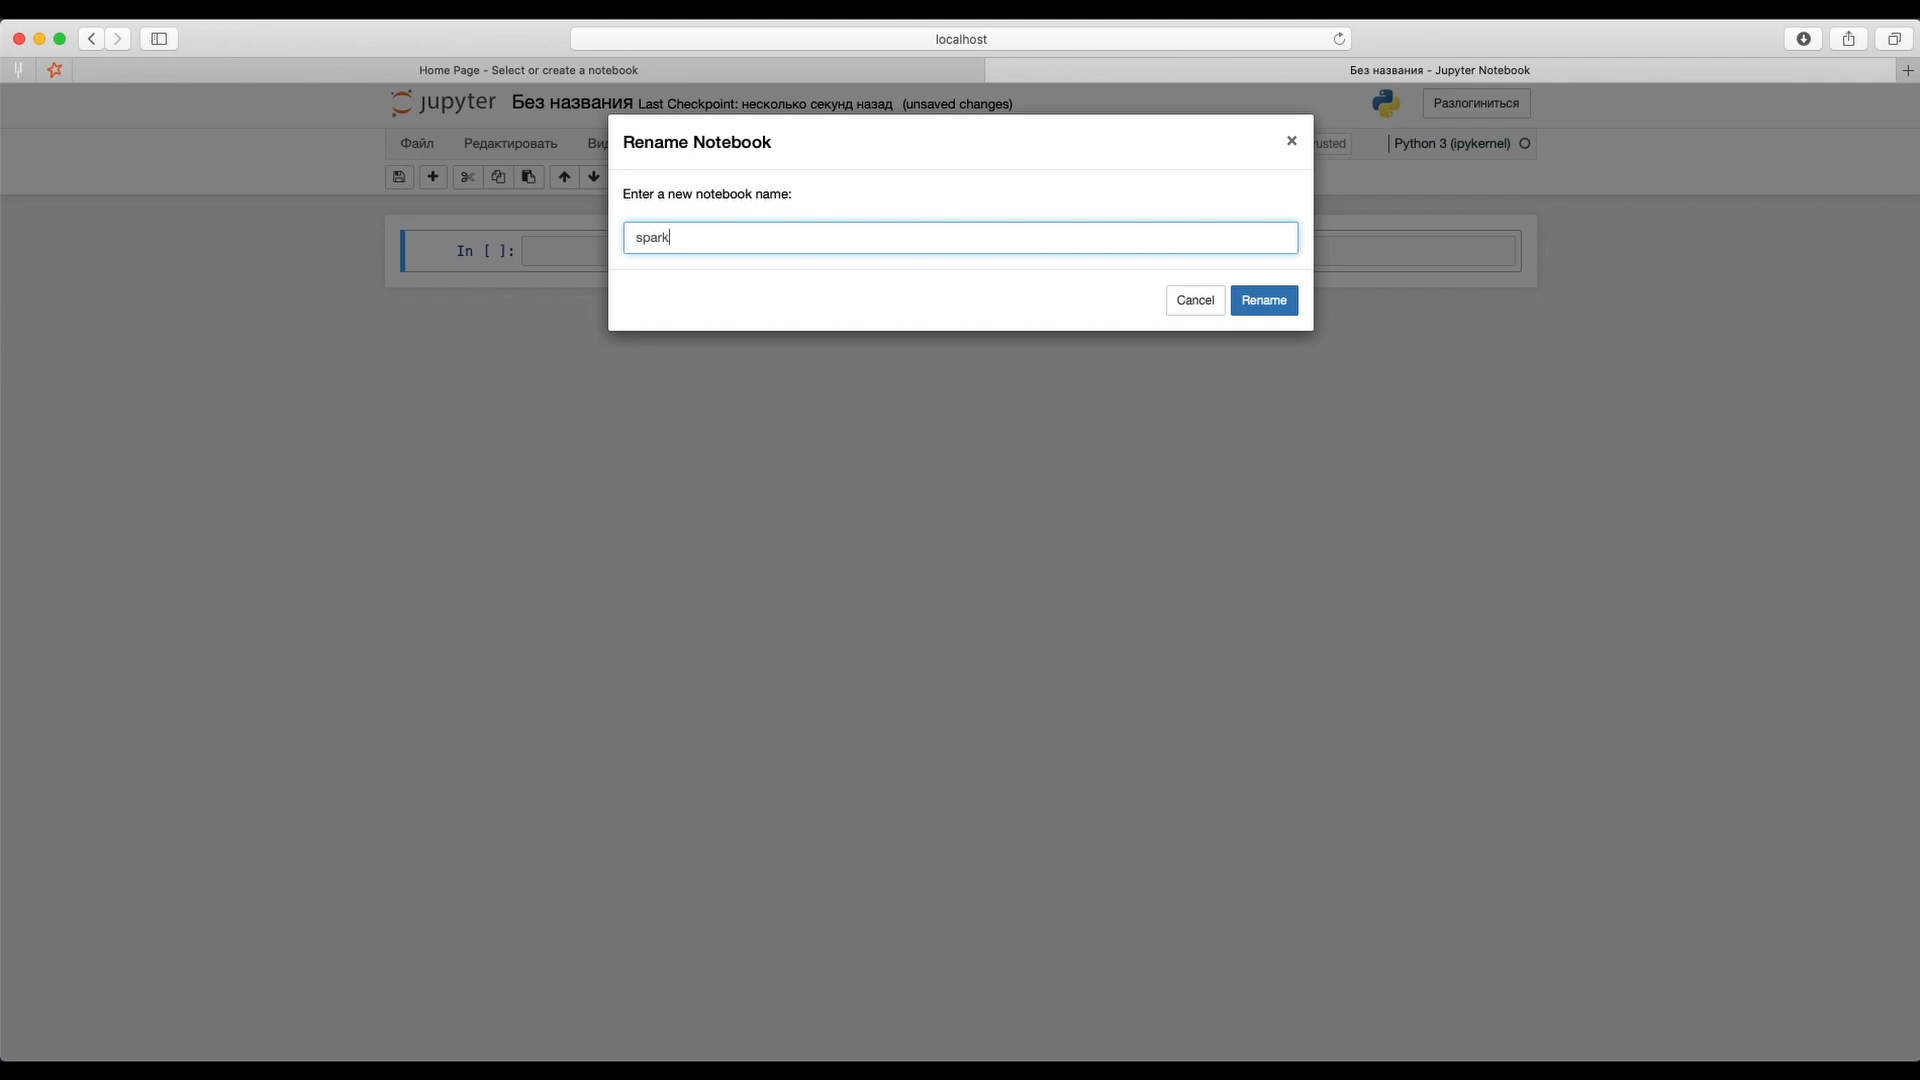 localhost
Home Page - Select or create a notebook
Без названия - Jupyter Notebook
jupyter Без названия Last Checkpoint: несколько секунд назад (unsaved changes)
Разлогиниться
Rename Notebook
Файл Редактировать
Python 3 (ipykernel)
Enter a new notebook name:
spark
In [ ]:
Cancel Rename